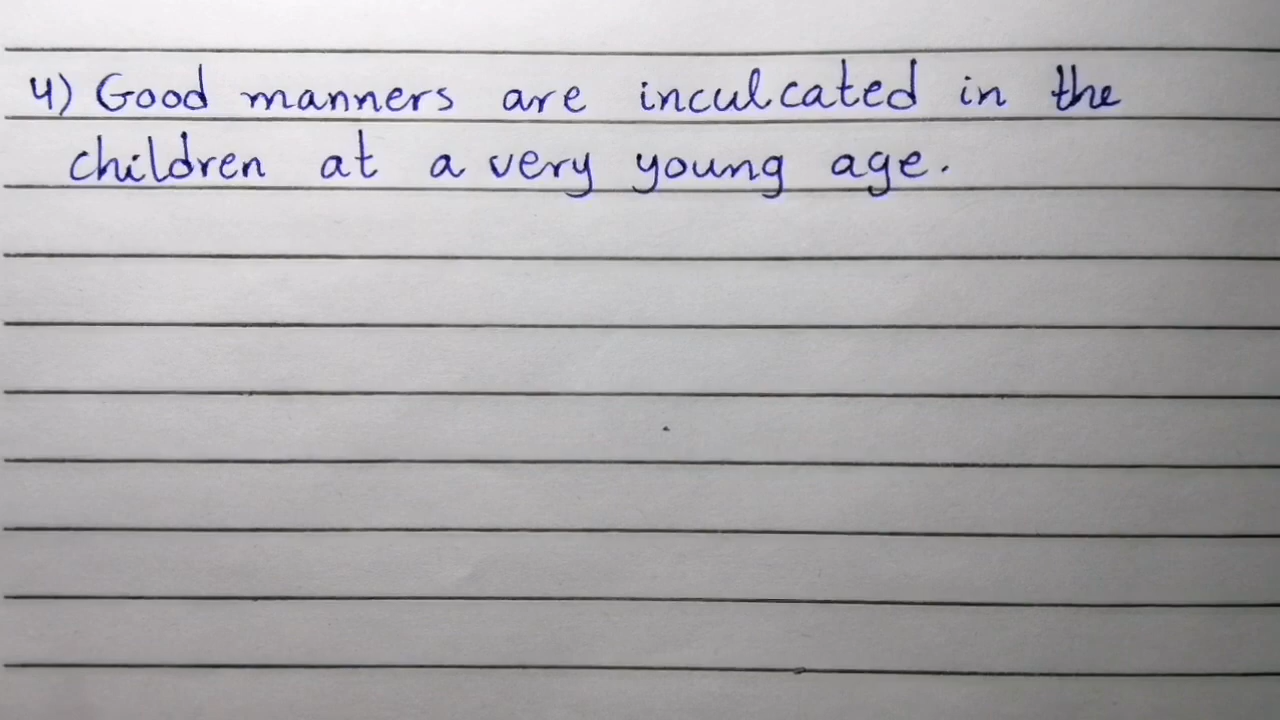 4) Good manners are inculcated in the
children at a very young age.